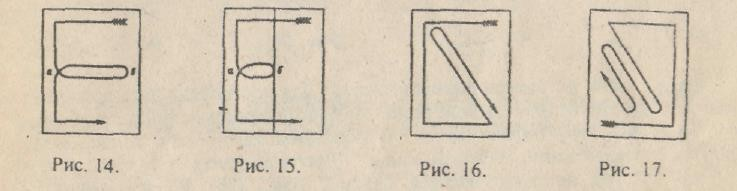 а б а б
Рис. 14. Рис. 15. Рис. 16. Рис. 17.